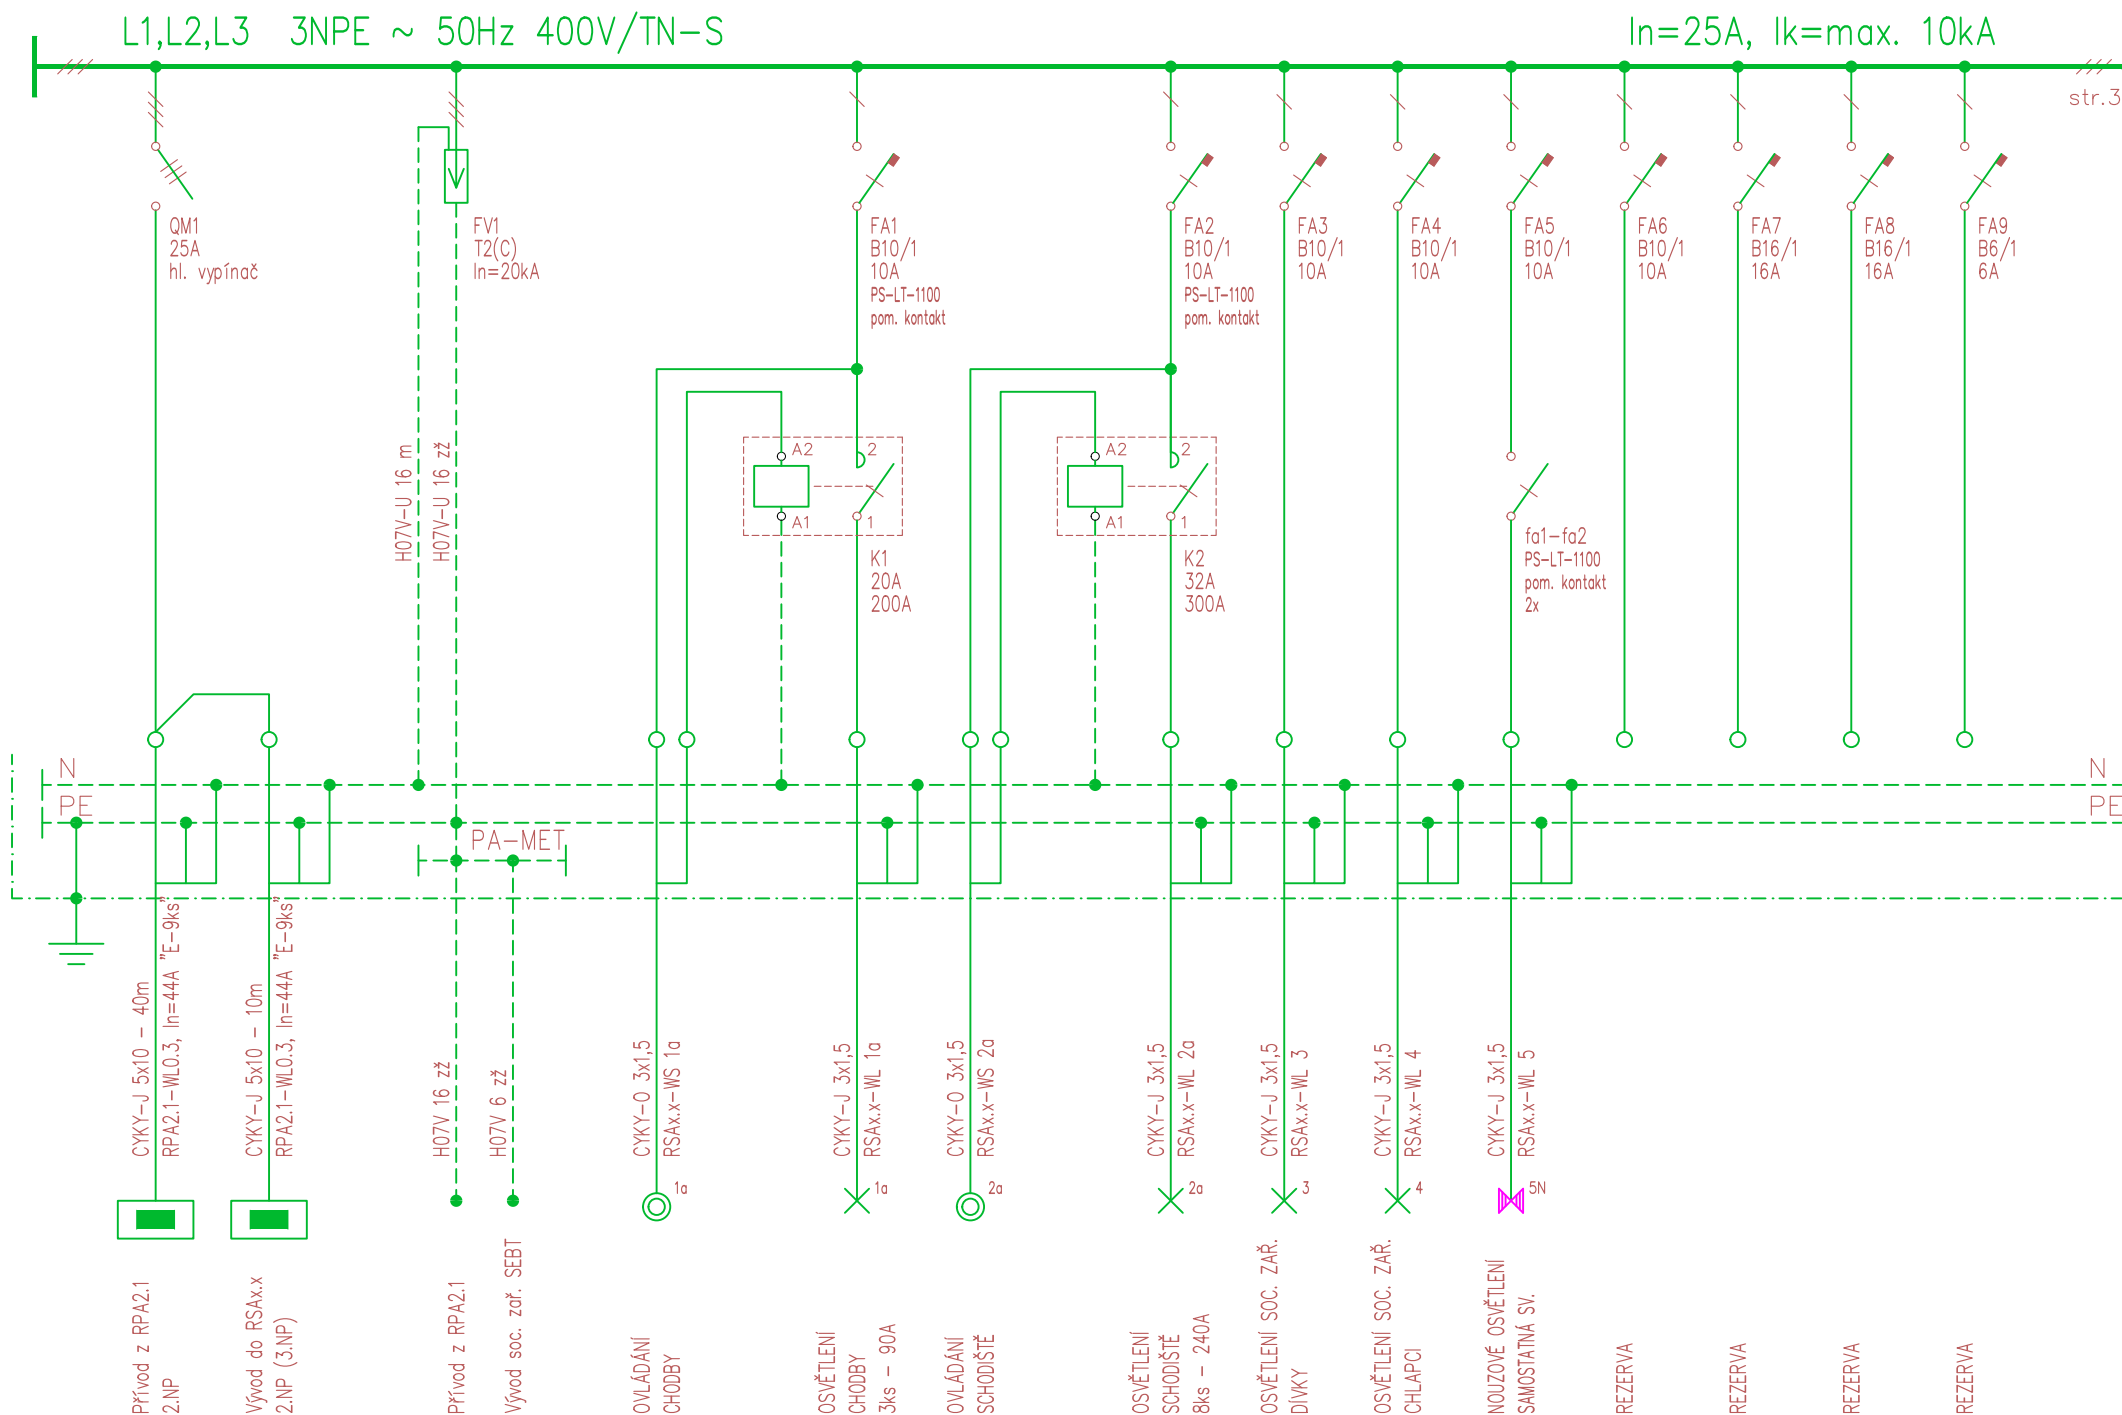 L1,L2,L3   3NPE ~ 50Hz 400V/TN-S
In=25A, Ik=max. 10kA
str.3
QM1
25A
hl. vypínač
FV1
T2(C)
In=20kA
FA1
B10/1
10A
PS-LT-1100
pom. kontakt
FA2
B10/1
10A
PS-LT-1100
pom. kontakt
FA3
B10/1
10A
FA4
B10/1
10A
FA5
B10/1
10A
FA6
B10/1
10A
FA7
B16/1
16A
FA8
B16/1
16A
FA9
B6/1
6A
H07V-U 16 m
H07V-U 16 zž
A2
2
A1
1
K1
20A
200A
A2
2
A1
1
K2
32A
300A
fa1-fa2
PS-LT-1100
pom. kontakt
2x
N
PE
PA-MET
N
PE
CYKY-J 5x10 - 40m
RPA2.1-WL0.3, In=44A "E-9ks"
CYKY-J 5x10 - 10m
RPA2.1-WL0.3, In=44A "E-9ks"
H07V 16 zž
H07V 6 zž
CYKY-O 3x1,5
RSAx.x-WS 1a
CYKY-J 3x1,5
RSAx.x-WL 1a
CYKY-O 3x1,5
RSAx.x-WS 2a
CYKY-J 3x1,5
RSAx.x-WL 2a
CYKY-J 3x1,5
RSAx.x-WL 3
CYKY-J 3x1,5
RSAx.x-WL 4
CYKY-J 3x1,5
RSAx.x-WL 5
1a
1a
2a
2a
3
4
5N
Přívod z RPA2.1
2.NP
Vývod do RSAx.x
2.NP (3.NP)
Přívod z RPA2.1
Vývod soc. zař. SEBT
OVLÁDÁNÍ
CHODBY
OSVĚTLENÍ
CHODBY
3ks - 90A
OVLÁDÁNÍ
SCHODIŠTĚ
OSVĚTLENÍ
SCHODIŠTĚ
8ks - 240A
OSVĚTLENÍ SOC. ZAŘ.
DÍVKY
OSVĚTLENÍ SOC. ZAŘ.
CHLAPCI
NOUZOVÉ OSVĚTLENÍ
SAMOSTATNÁ SV.
REZERVA
REZERVA
REZERVA
REZERVA